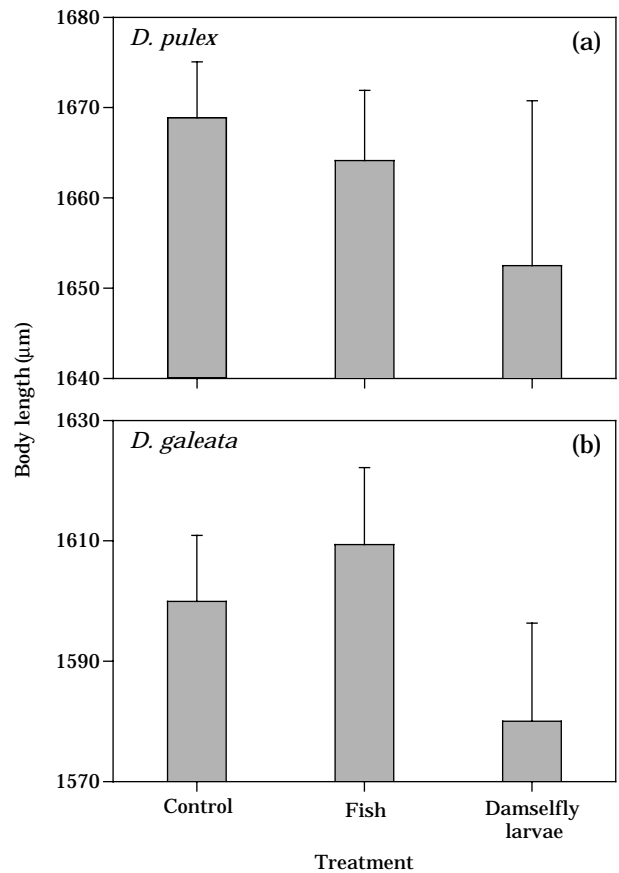 1680
D. pulex
(a)
1670
1660
1650
1640
Body length (μm)
1630
D. galeata
(b)
1610
1590
1570
Control
Fish
Damselfly
larvae
Treatment